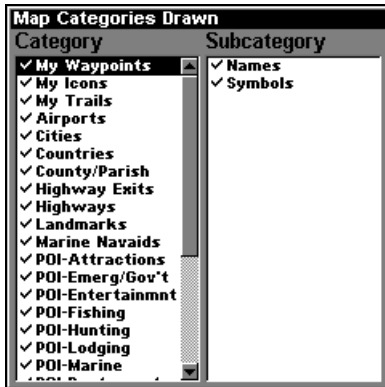 Map Categories Drawn
Category
Subcategory
My Waypoints
My Icons
My Trails
Airports
Cities
Countries
County/Parish
Highway Exits
Highways
Landmarks
Marine Navaids
POI-Attractions
POI-Emerg/Gov't
POI-Entertainmnt
POI-Fishing
POI-Hunting
POI-Lodging
POI-Marine
Names
Symbols